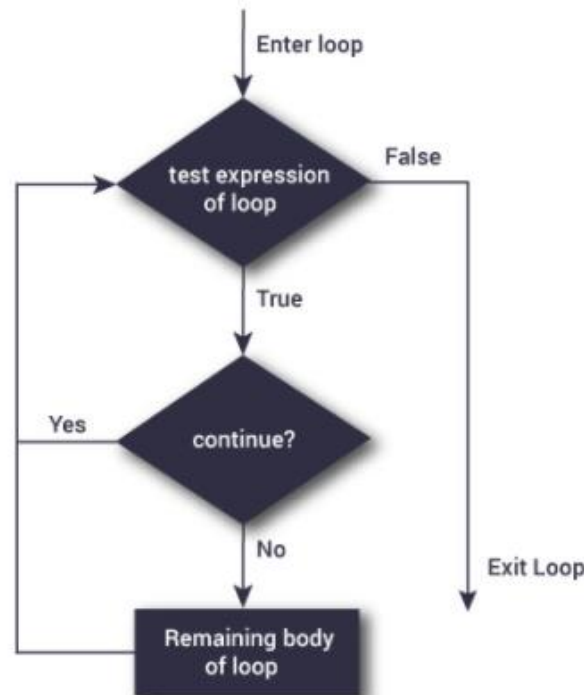 Enter loop
test expression
of loop
False
True
Yes
continue?
No
Exit Loop
Remaining body
of loop